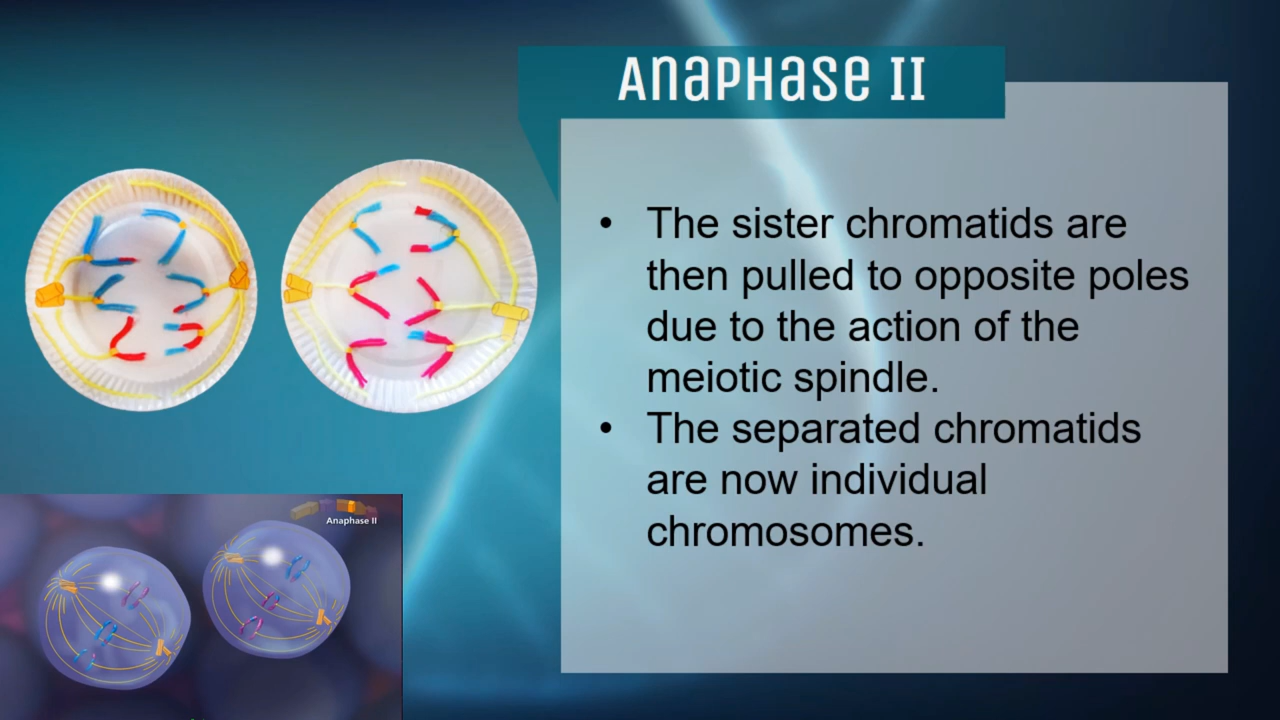 Anaphase II
• The sister chromatids are
then pulled to opposite poles
due to the action of the
meiotic spindle.
• The separated chromatids
are now individual
chromosomes.
Anaphase II